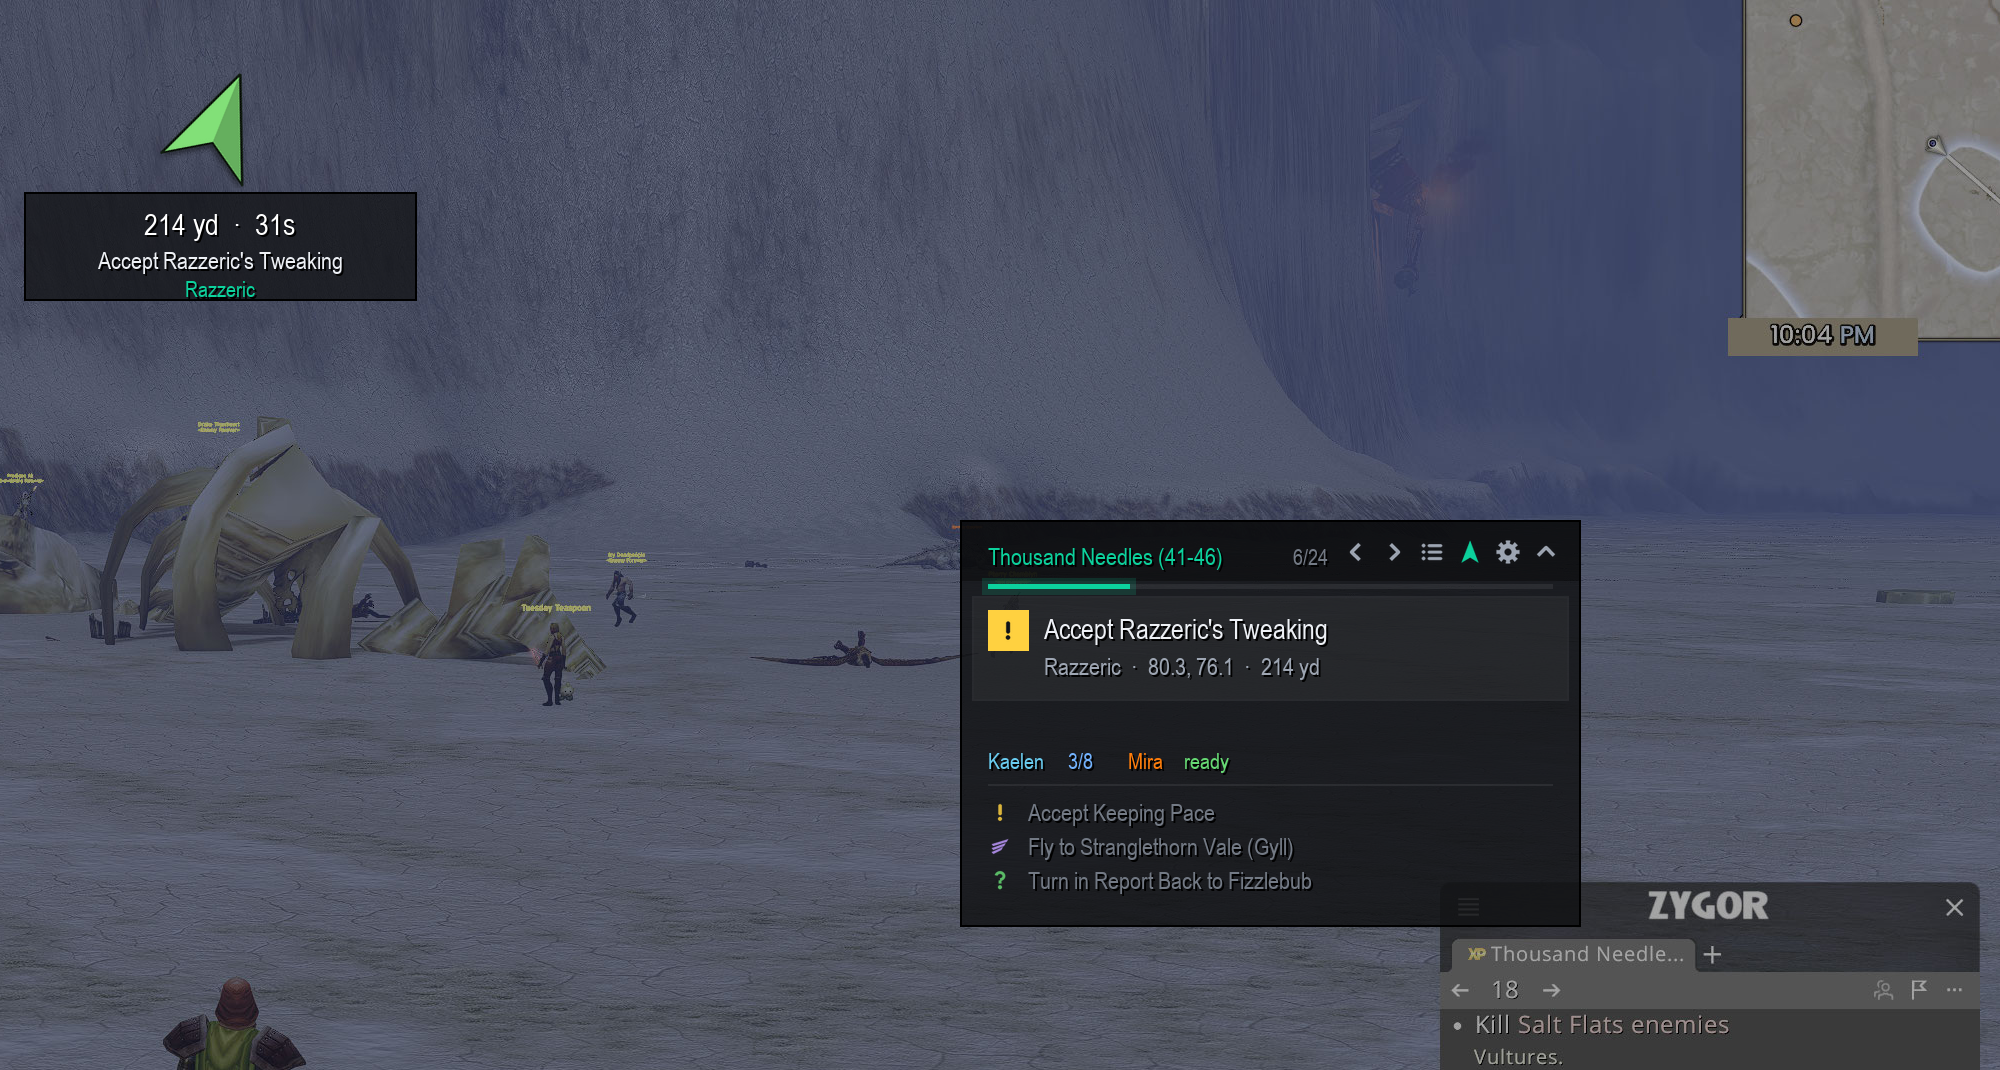 214 yd · 31s
Accept Razzeric's Tweaking
Razzeric
10:04 PM
Tuesday Teaspoon
Thousand Needles (41-46) 6/24
! Accept Razzeric's Tweaking
Razzeric · 80.3, 76.1 · 214 yd
Kaelen 3/8 Mira ready
! Accept Keeping Pace
Fly to Stranglethorn Vale (Gyll)
? Turn in Report Back to Fizzlebub
ZYGOR
XP Thousand Needle... +
18
• Kill Salt Flats enemies
Vultures.